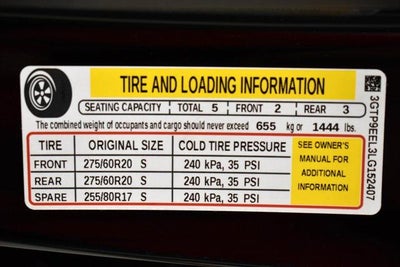 TIRE AND LOADING INFORMATION
SEATING CAPACITY TOTAL 5 FRONT 2 REAR 3
The combined weight of occupants and cargo should never exceed 655 kg or 1444 lbs.
TIRE ORIGINAL SIZE COLD TIRE PRESSURE
FRONT 275/60R20 S 240 kPa, 35 PSI
REAR 275/60R20 S 240 kPa, 35 PSI
SPARE 255/80R17 S 240 kPa, 35 PSI
SEE OWNER'S
MANUAL FOR
ADDITIONAL
INFORMATION
3GTP9EEL3LG152407